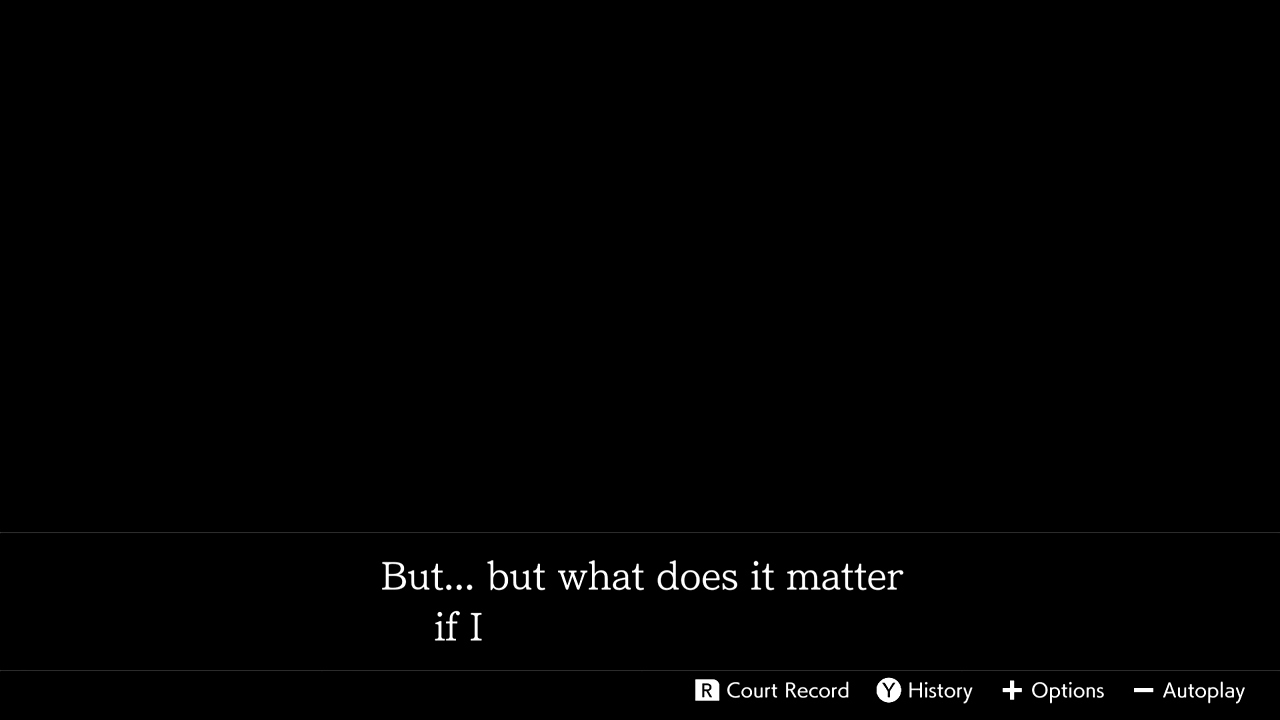 But... but what does it matter
if I
R Court Record Y History + Options − Autoplay